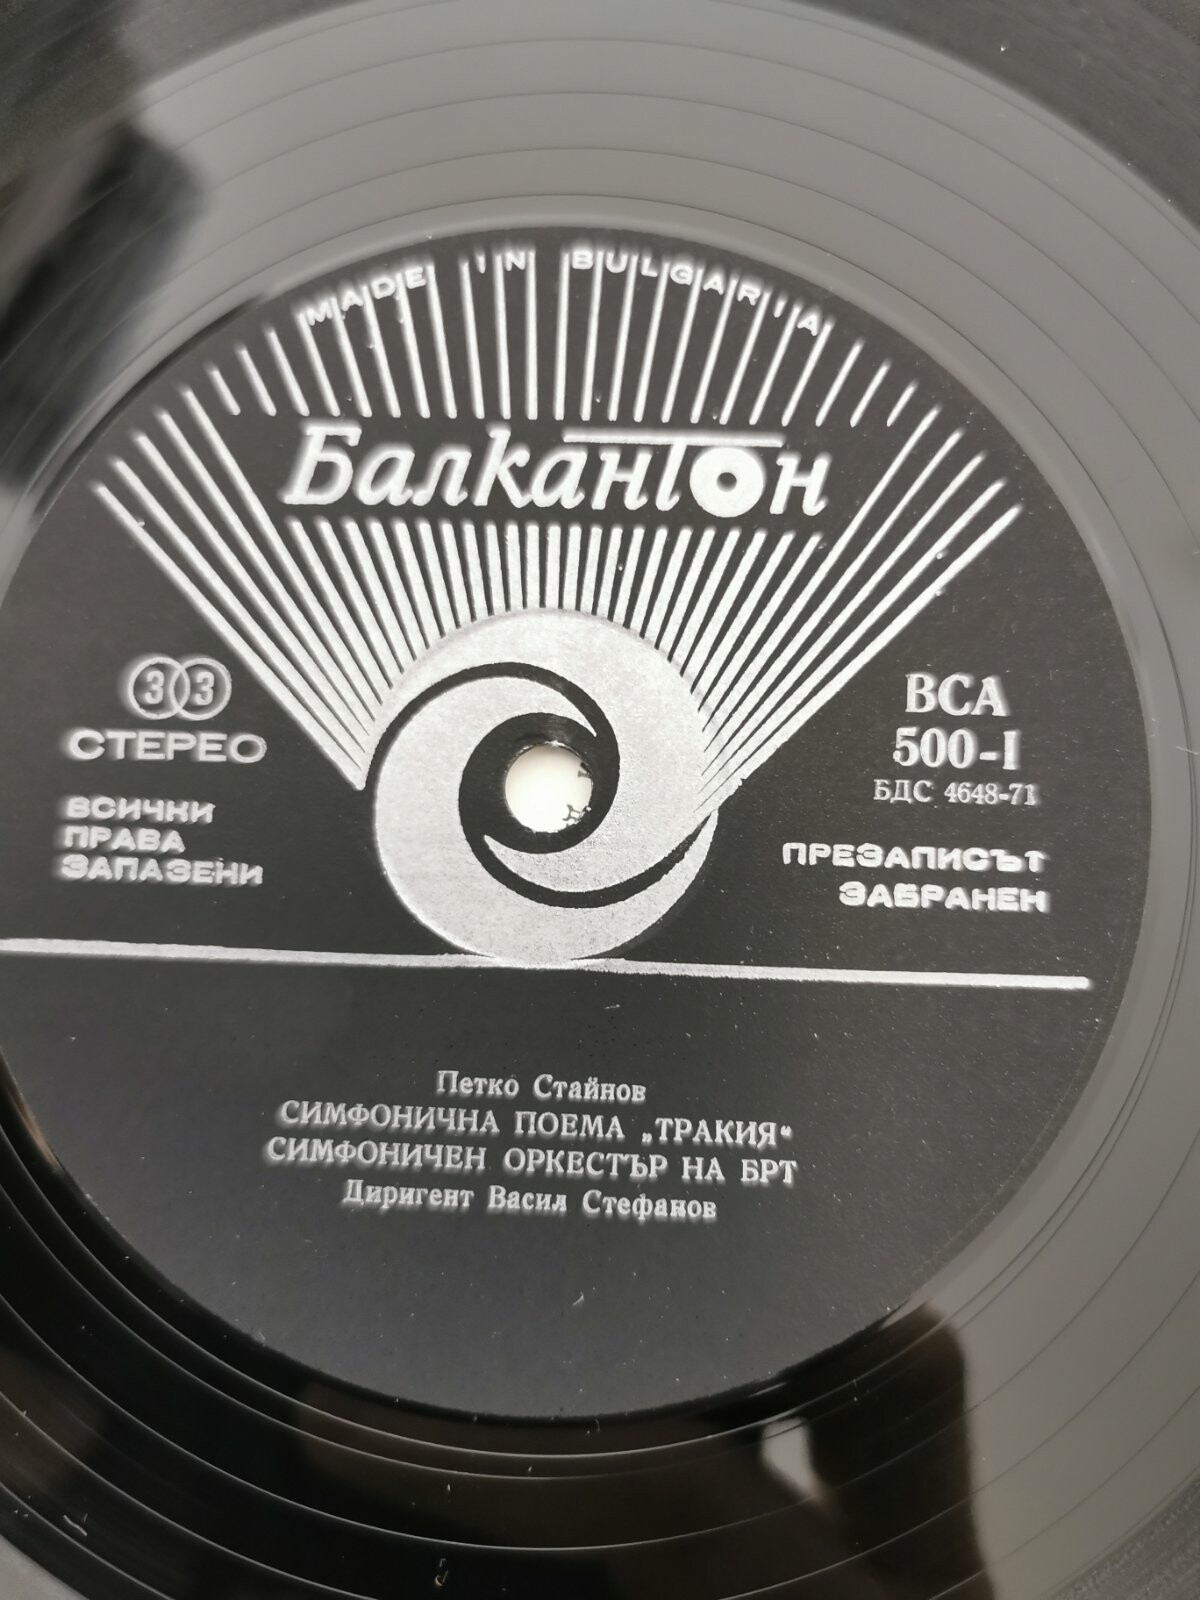 MADE IN BULGARIA
Балкантон
33
СТЕРЕО
ВСИЧКИ
ПРАВА
ЗАПАЗЕНИ
ВСА
500-I
БДС 4648-71
ПРЕЗАПИСЪТ
ЗАБРАНЕН
Петко Стайнов
СИМФОНИЧНА ПОЕМА „ТРАКИЯ“
СИМФОНИЧЕН ОРКЕСТЪР НА БРТ
Диригент Васил Стефанов